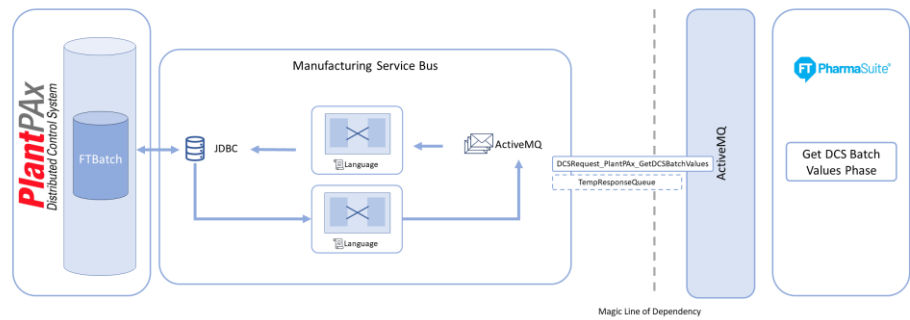 PlantPAx
Distributed Control System
FTBatch
Manufacturing Service Bus
JDBC
Language
ActiveMQ
Language
DCSRequest_PlantPAx_GetDCSBatchValues
TempResponseQueue
Magic Line of Dependency
ActiveMQ
FT PharmaSuite®
Get DCS Batch
Values Phase